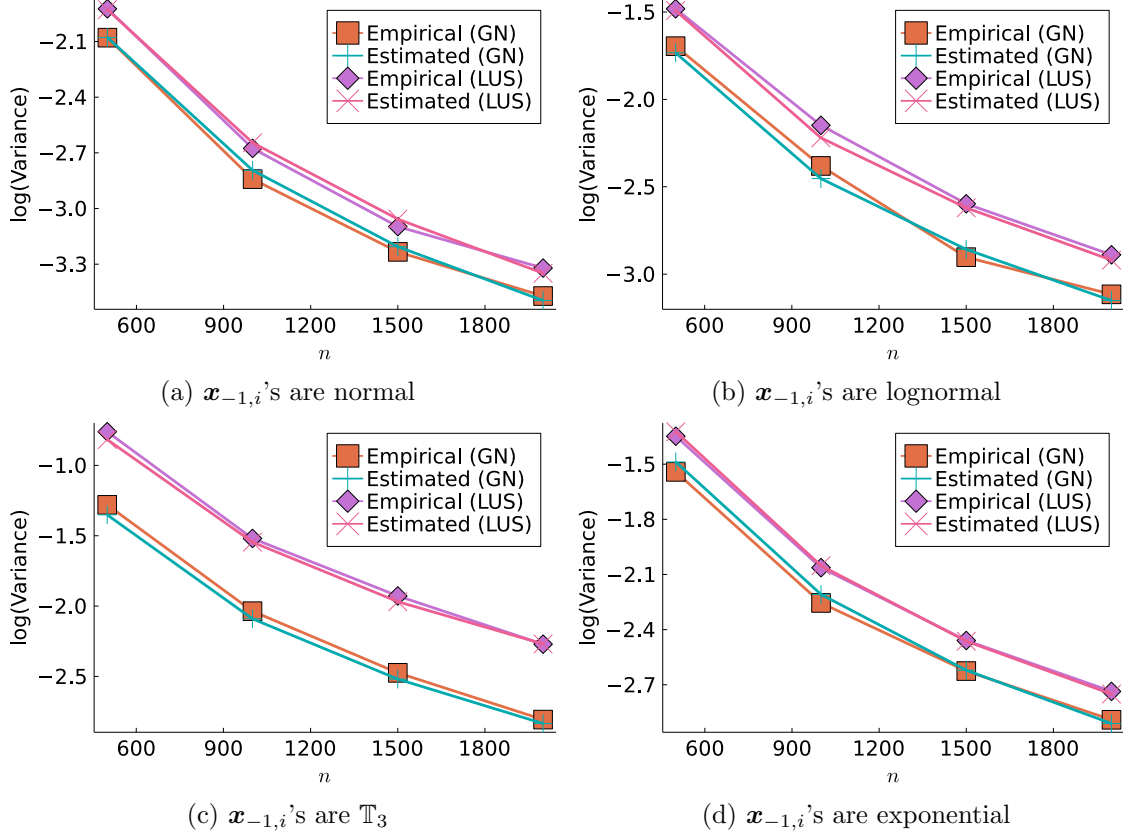 −2.1
−2.4
−2.7
−3.0
−3.3
log(Variance)
600 900 1200 1500 1800
n
Empirical (GN)
Estimated (GN)
Empirical (LUS)
Estimated (LUS)
(a) x₋₁,ᵢ's are normal
−1.5
−2.0
−2.5
−3.0
log(Variance)
600 900 1200 1500 1800
n
Empirical (GN)
Estimated (GN)
Empirical (LUS)
Estimated (LUS)
(b) x₋₁,ᵢ's are lognormal
−1.0
−1.5
−2.0
−2.5
log(Variance)
600 900 1200 1500 1800
n
Empirical (GN)
Estimated (GN)
Empirical (LUS)
Estimated (LUS)
(c) x₋₁,ᵢ's are 𝕋₃
−1.5
−1.8
−2.1
−2.4
−2.7
log(Variance)
600 900 1200 1500 1800
n
Empirical (GN)
Estimated (GN)
Empirical (LUS)
Estimated (LUS)
(d) x₋₁,ᵢ's are exponential